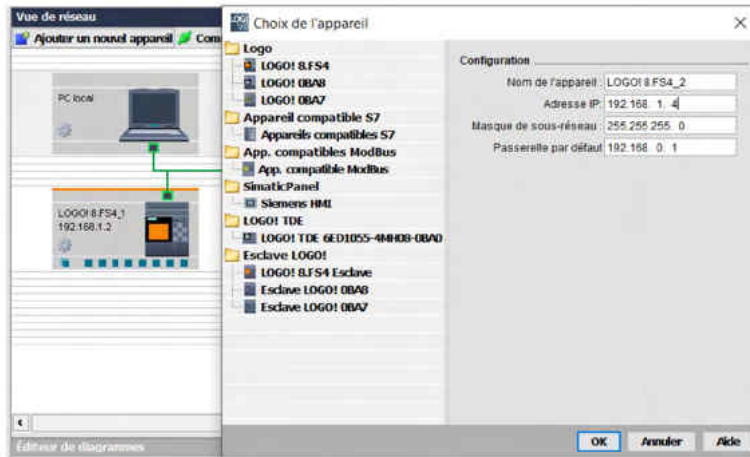 Vue de réseau
Ajouter un nouvel appareil
Com
PC local
LOGO! 8.FS4_1
192.168.1.2
Éditeur de diagrammes
Choix de l'appareil
Logo
LOGO! 8.FS4
LOGO! 0BA8
LOGO! 0BA7
Appareil compatible S7
Appareils compatibles S7
App. compatibles ModBus
App. compatible ModBus
SimaticPanel
Siemens HMI
LOGO! TDE
LOGO! TDE 6ED1055-4MH08-0BA0
Esclave LOGO!
LOGO! 8.FS4 Esclave
Esclave LOGO! 0BA8
Esclave LOGO! 0BA7
Configuration
Nom de l'appareil : LOGO! 8.FS4_2
Adresse IP: 192.168. 1. 4
Masque de sous-réseau : 255.255.255. 0
Passerelle par défaut 192.168. 0. 1
OK Annuler Aide